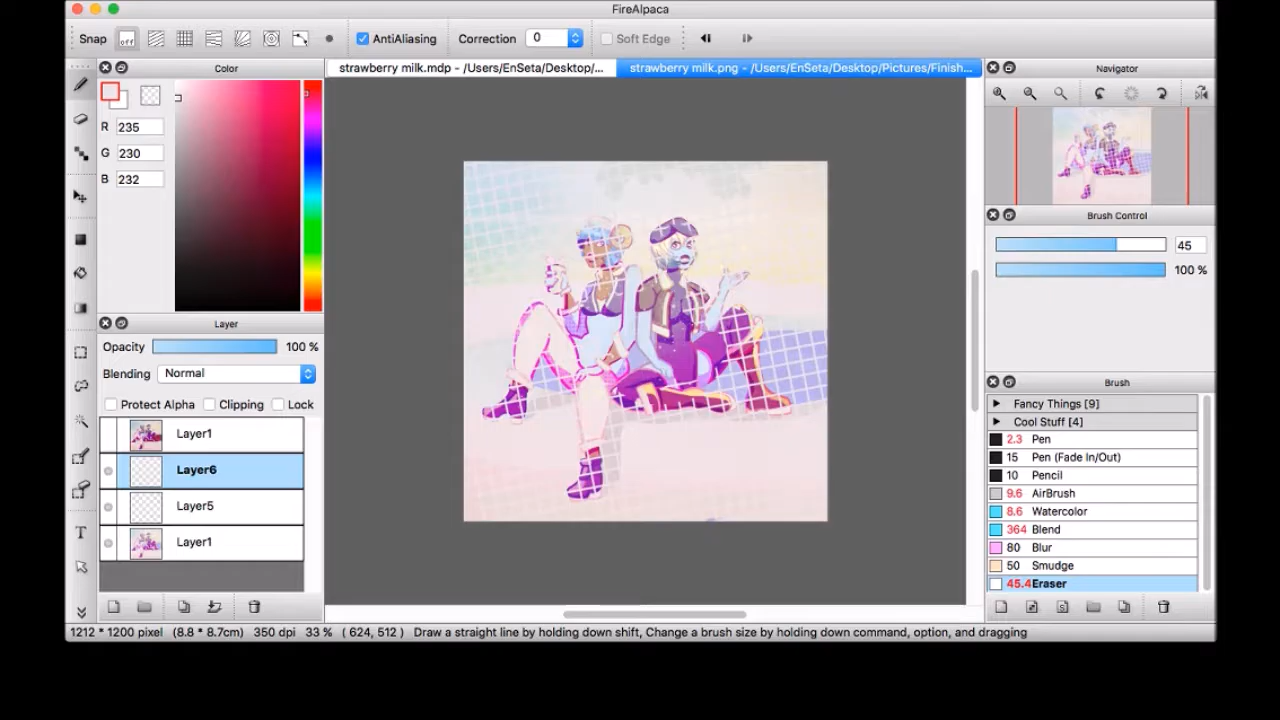 FireAlpaca
Snap off AntiAliasing Correction 0 Soft Edge
Color
strawberry milk.mdp - /Users/EnSeta/Desktop/...
strawberry milk.png - /Users/EnSeta/Desktop/Pictures/Finish...
Navigator
R 235
G 230
B 232
Brush Control
45
100 %
Layer
Opacity 100 %
Blending Normal
Protect Alpha Clipping Lock
Layer1
Layer6
Layer5
Layer1
Brush
Fancy Things [9]
Cool Stuff [4]
2.3 Pen
15 Pen (Fade In/Out)
10 Pencil
9.6 AirBrush
8.6 Watercolor
364 Blend
80 Blur
50 Smudge
45.4 Eraser
T
1212 * 1200 pixel (8.8 * 8.7cm) 350 dpi 33 % ( 624, 512 ) Draw a straight line by holding down shift, Change a brush size by holding down command, option, and dragging